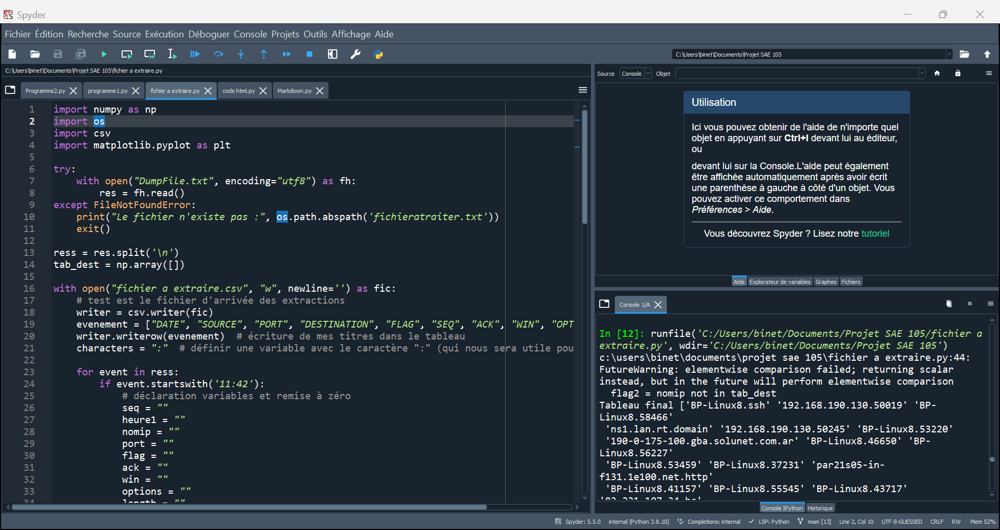 Spyder
Fichier Édition Recherche Source Exécution Déboguer Console Projets Outils Affichage Aide
C:\Users\binet\Documents\Projet SAE 105
C:\Users\binet\Documents\Projet SAE 105\fichier a extraire.py
Programme2.py programme1.py fichier a extraire.py code html.py Markdown.py
1 import numpy as np
2 import os
3 import csv
4 import matplotlib.pyplot as plt
5
6 try:
7 with open("DumpFile.txt", encoding="utf8") as fh:
8 res = fh.read()
9 except FileNotFoundError:
10 print("Le fichier n'existe pas :", os.path.abspath('fichieratraiter.txt'))
11 exit()
12
13 ress = res.split('\n')
14 tab_dest = np.array([])
15
16 with open("fichier a extraire.csv", "w", newline='') as fic:
17 # test est le fichier d'arrivée des extractions
18 writer = csv.writer(fic)
19 evenement = ["DATE", "SOURCE", "PORT", "DESTINATION", "FLAG", "SEQ", "ACK", "WIN", "OPT
20 writer.writerow(evenement) # écriture de mes titres dans le tableau
21 characters = ":" # définir une variable avec le caractère ":" (qui nous sera utile pou
22
23 for event in ress:
24 if event.startswith('11:42'):
25 # déclaration variables et remise à zéro
26 seq = ""
27 heure1 = ""
28 nomip = ""
29 port = ""
30 flag = ""
31 ack = ""
32 win = ""
33 options = ""
34 length = ""
Source Console Objet
Utilisation
Ici vous pouvez obtenir de l'aide de n'importe quel
objet en appuyant sur Ctrl+I devant lui au éditeur,
ou
devant lui sur la Console.L'aide peut également
être affichée automatiquement après avoir écrit
une parenthèse à gauche à côté d'un objet. Vous
pouvez activer ce comportement dans
Préférences > Aide.
Vous découvrez Spyder ? Lisez notre tutoriel
Aide Explorateur de variables Graphes Fichiers
Console 1/A
In [12]: runfile('C:/Users/binet/Documents/Projet SAE 105/fichier a
extraire.py', wdir='C:/Users/binet/Documents/Projet SAE 105')
c:\users\binet\documents\projet sae 105\fichier a extraire.py:44:
FutureWarning: elementwise comparison failed; returning scalar
instead, but in the future will perform elementwise comparison
flag2 = nomip not in tab_dest
Tableau final ['BP-Linux8.ssh' '192.168.190.130.50019' 'BP-
Linux8.58466'
'ns1.lan.rt.domain' '192.168.190.130.50245' 'BP-Linux8.53220'
'190-0-175-100.gba.solunet.com.ar' 'BP-Linux8.46650' 'BP-
Linux8.56227'
'BP-Linux8.53459' 'BP-Linux8.37231' 'par21s05-in-
f131.1e100.net.http'
'BP-Linux8.41157' 'BP-Linux8.55545' 'BP-Linux8.43717'
Console IPython Historique
Spyder: 5.5.0 internal (Python 3.8.10) Completions: internal LSP: Python main [13] Line 2, Col 10 UTF-8-GUESSED CRLF RW Mem 52%